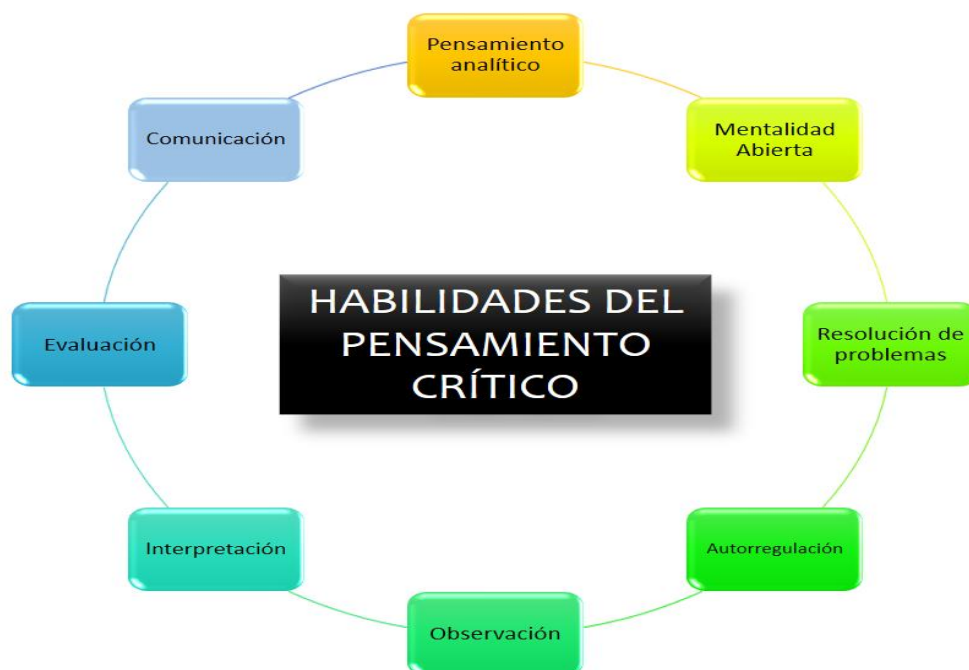 Pensamiento
analítico
Mentalidad
Abierta
Resolución de
problemas
Autorregulación
Observación
Interpretación
Evaluación
Comunicación
HABILIDADES DEL
PENSAMIENTO
CRÍTICO